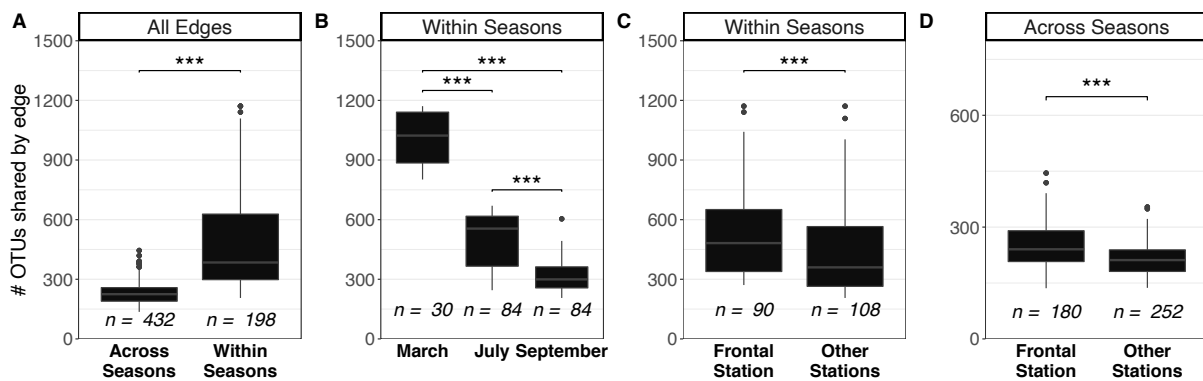 A
All Edges
B
Within Seasons
C
Within Seasons
D
Across Seasons
# OTUs shared by edge
1500
1200
900
600
300
0
***
n = 432
n = 198
Across
Seasons
Within
Seasons
1500
1200
900
600
300
0
***
***
***
n = 30
n = 84
n = 84
March
July
September
1500
1200
900
600
300
0
***
n = 90
n = 108
Frontal
Station
Other
Stations
600
300
0
***
n = 180
n = 252
Frontal
Station
Other
Stations